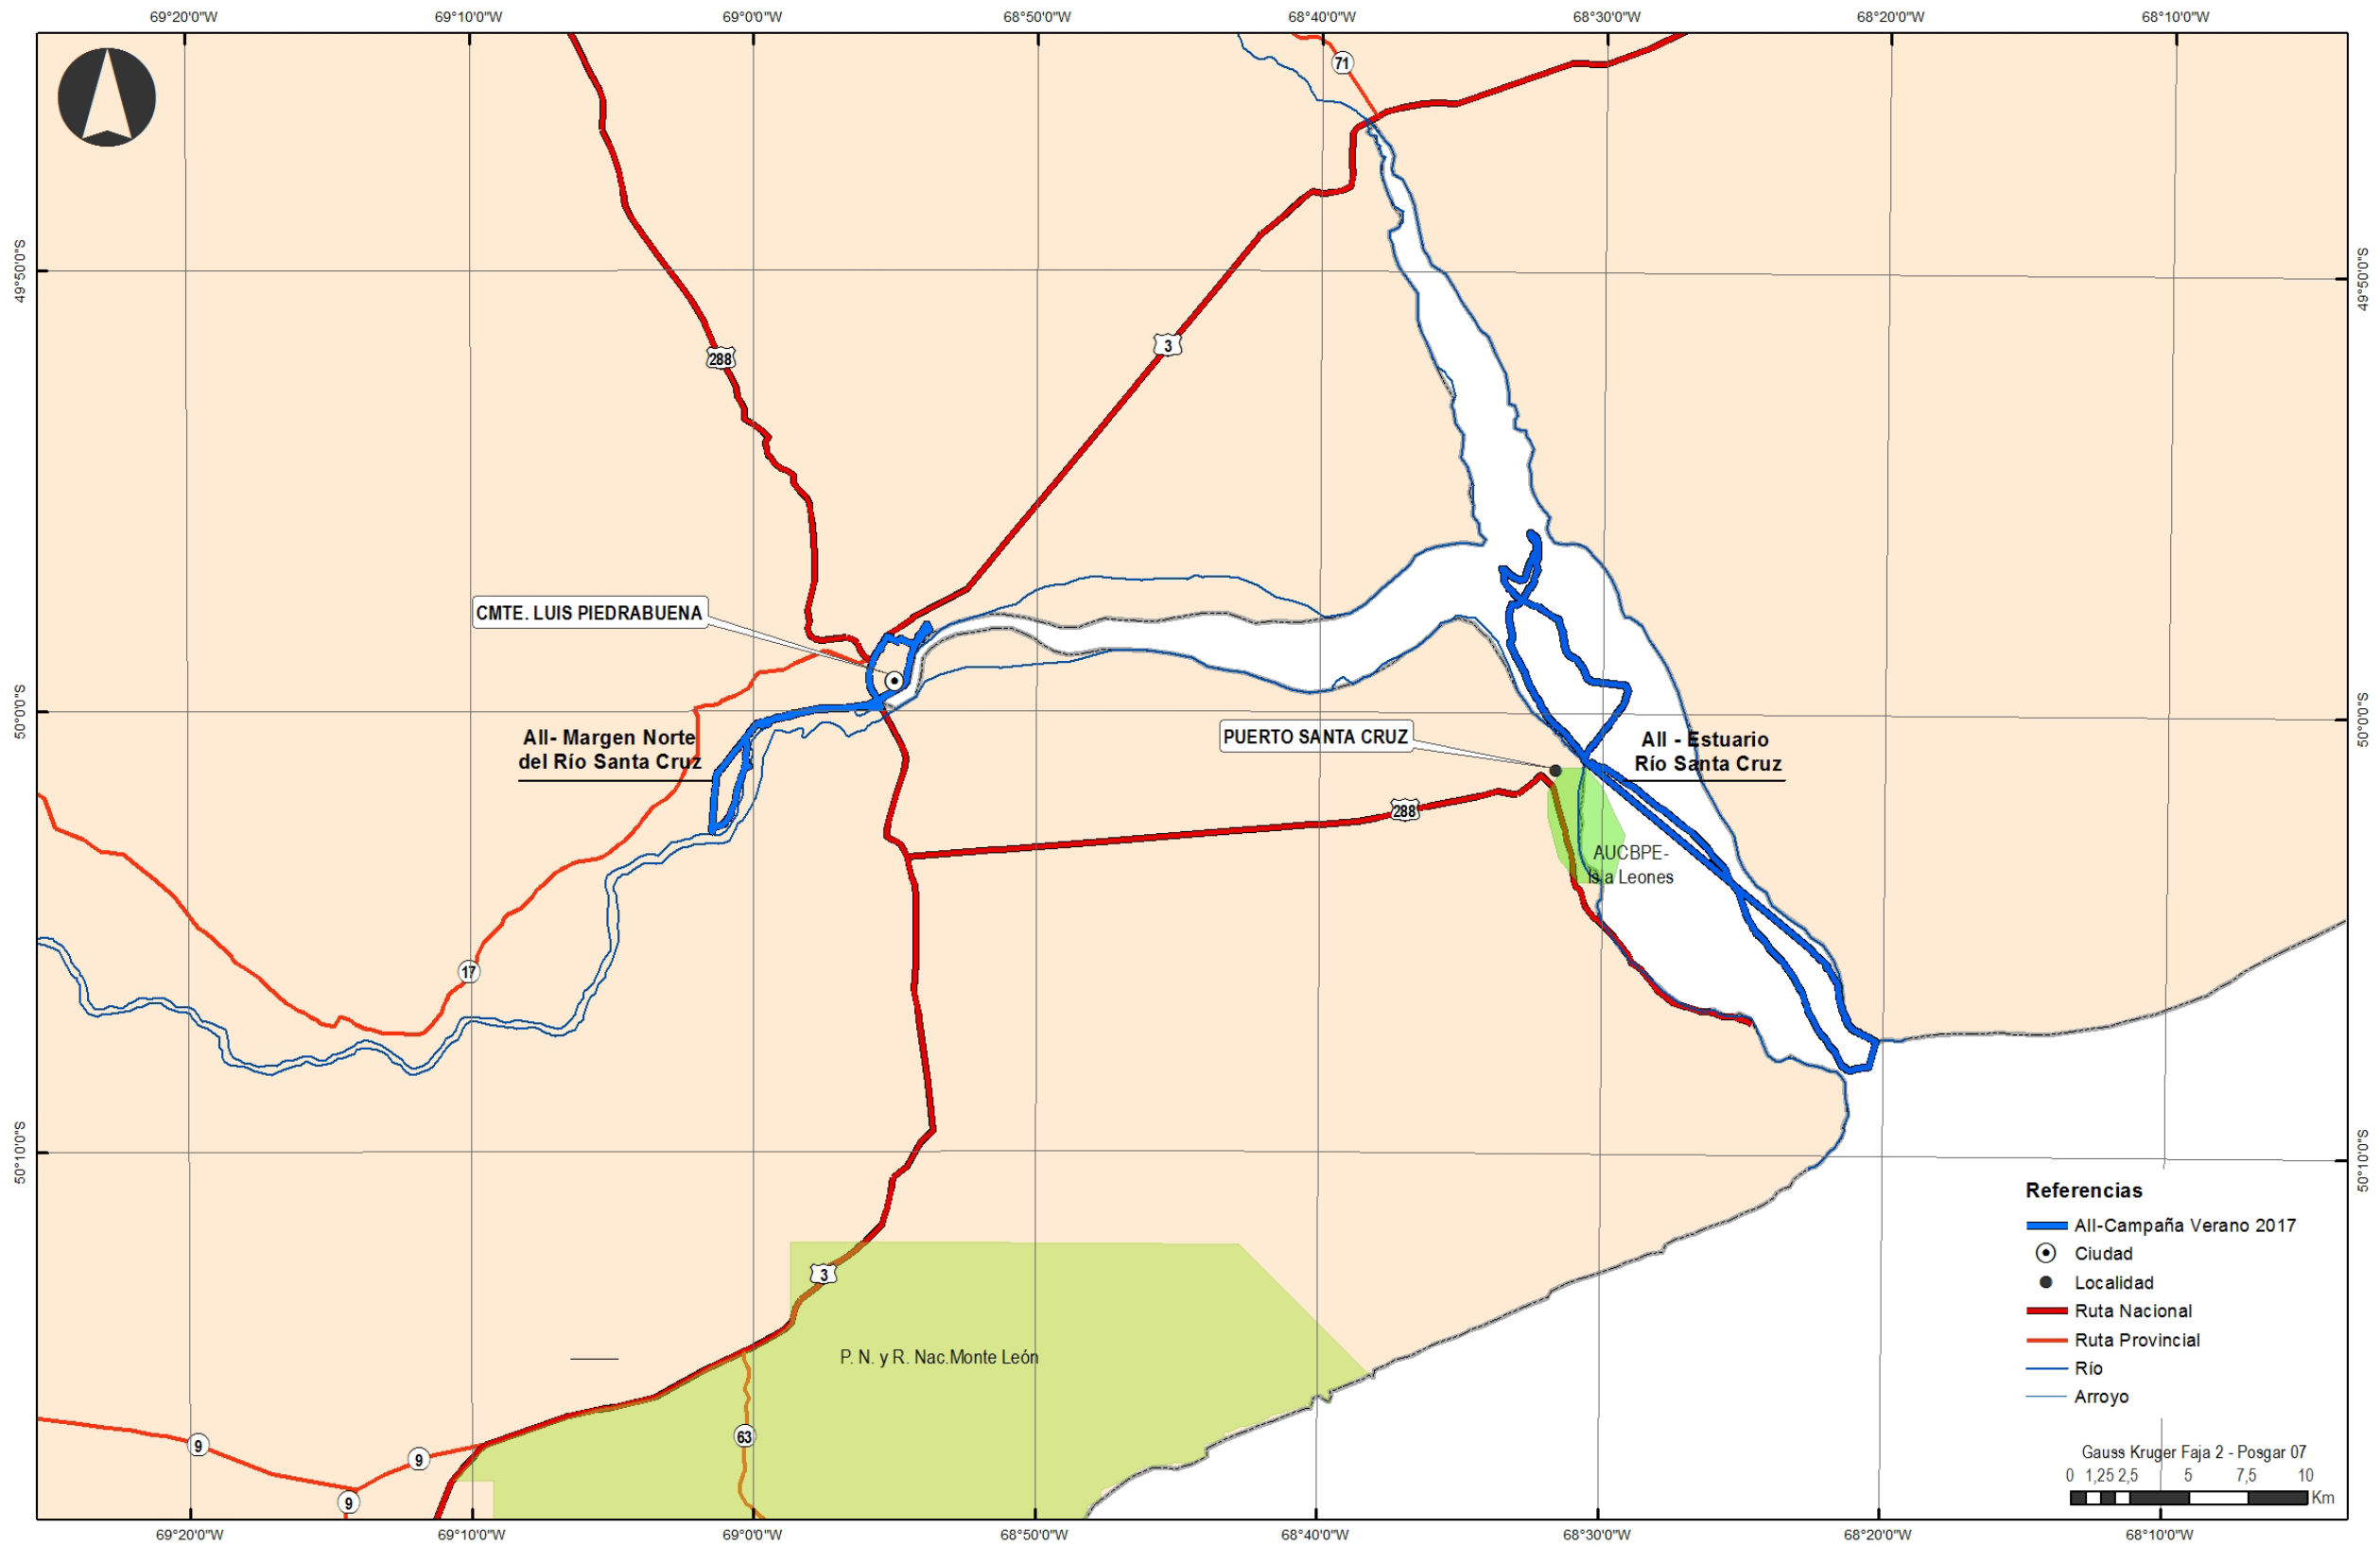 69°20'0"W
69°10'0"W
69°0'0"W
68°50'0"W
68°40'0"W
68°30'0"W
68°20'0"W
68°10'0"W
71
49°50'0"S
49°50'0"S
288
3
CMTE. LUIS PIEDRABUENA
50°0'0"S
50°0'0"S
AII- Margen Norte
del Río Santa Cruz
PUERTO SANTA CRUZ
AII - Estuario
Río Santa Cruz
288
AUCBPE-
Isla Leones
17
50°10'0"S
50°10'0"S
Referencias
AII-Campaña Verano 2017
Ciudad
Localidad
Ruta Nacional
Ruta Provincial
Río
Arroyo
3
P. N. y R. Nac.Monte León
63
9
9
9
Gauss Kruger Faja 2 - Posgar 07
0 1,25 2,5 5 7,5 10
Km
69°20'0"W
69°10'0"W
69°0'0"W
68°50'0"W
68°40'0"W
68°30'0"W
68°20'0"W
68°10'0"W